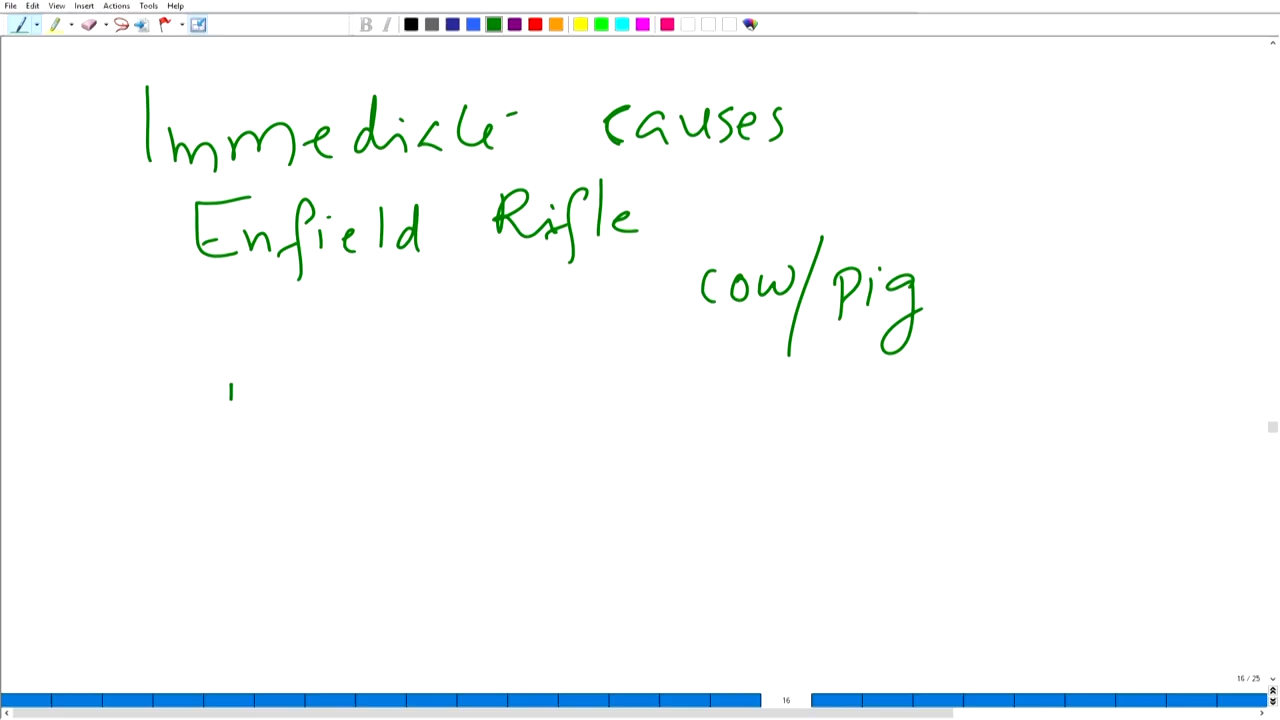 File Edit View Insert Actions Tools Help
B I
Immediate causes
Enfield Rifle
cow/pig
16 / 25
16